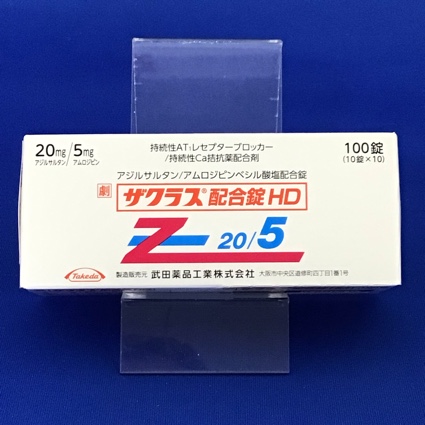 20mg/5mg
アジルサルタン/アムロジピン
持続性AT₁レセプターブロッカー
/持続性Ca拮抗薬配合剤
100錠
(10錠×10)
アジルサルタン/アムロジピンベシル酸塩配合錠
劇 ザクラス®配合錠HD
Z 20/5
Takeda
製造販売元 武田薬品工業株式会社 大阪市中央区道修町四丁目1番1号